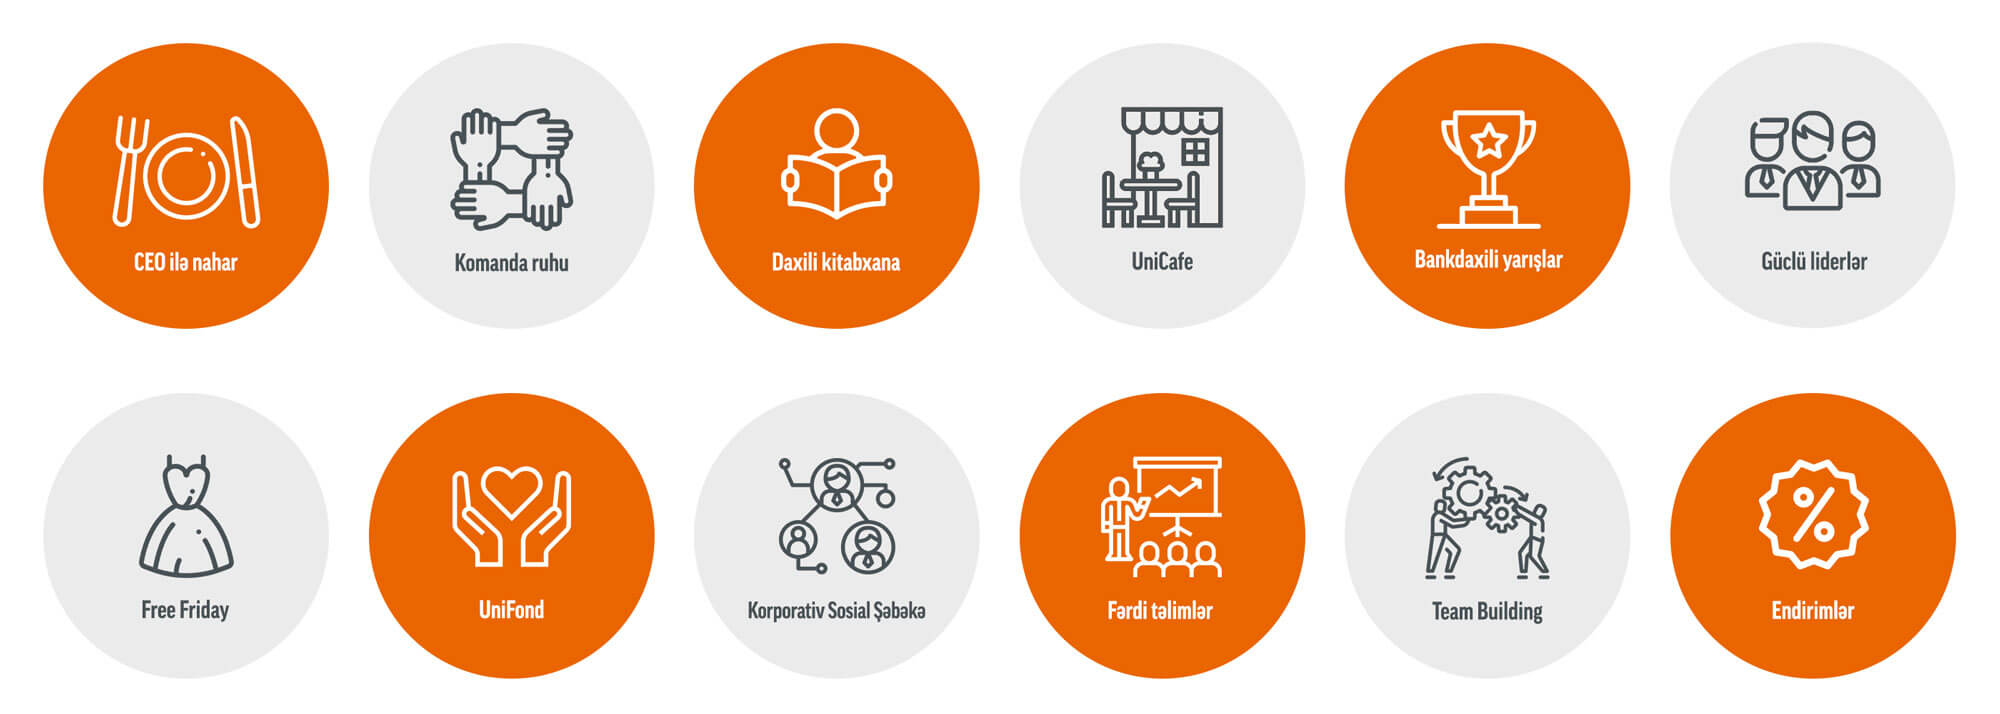 CEO ilə nahar
Komanda ruhu
Daxili kitabxana
UniCafe
Bankdaxili yarışlar
Güclü liderlər
Free Friday
UniFond
Korporativ Sosial Şəbəkə
Fərdi təlimlər
Team Building
Endirimlər